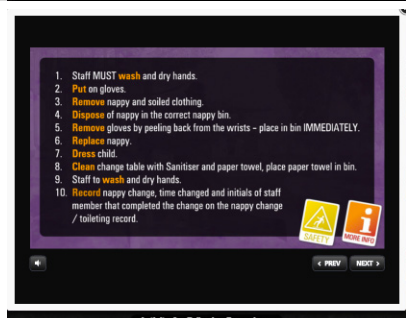 1. Staff MUST wash and dry hands.
2. Put on gloves.
3. Remove nappy and soiled clothing.
4. Dispose of nappy in the correct nappy bin.
5. Remove gloves by peeling back from the wrists – place in bin IMMEDIATELY.
6. Replace nappy.
7. Dress child.
8. Clean change table with Sanitiser and paper towel, place paper towel in bin.
9. Staff to wash and dry hands.
10. Record nappy change, time changed and initials of staff
member that completed the change on the nappy change
/ toileting record.
SAFETY
MORE INFO
< PREV
NEXT >